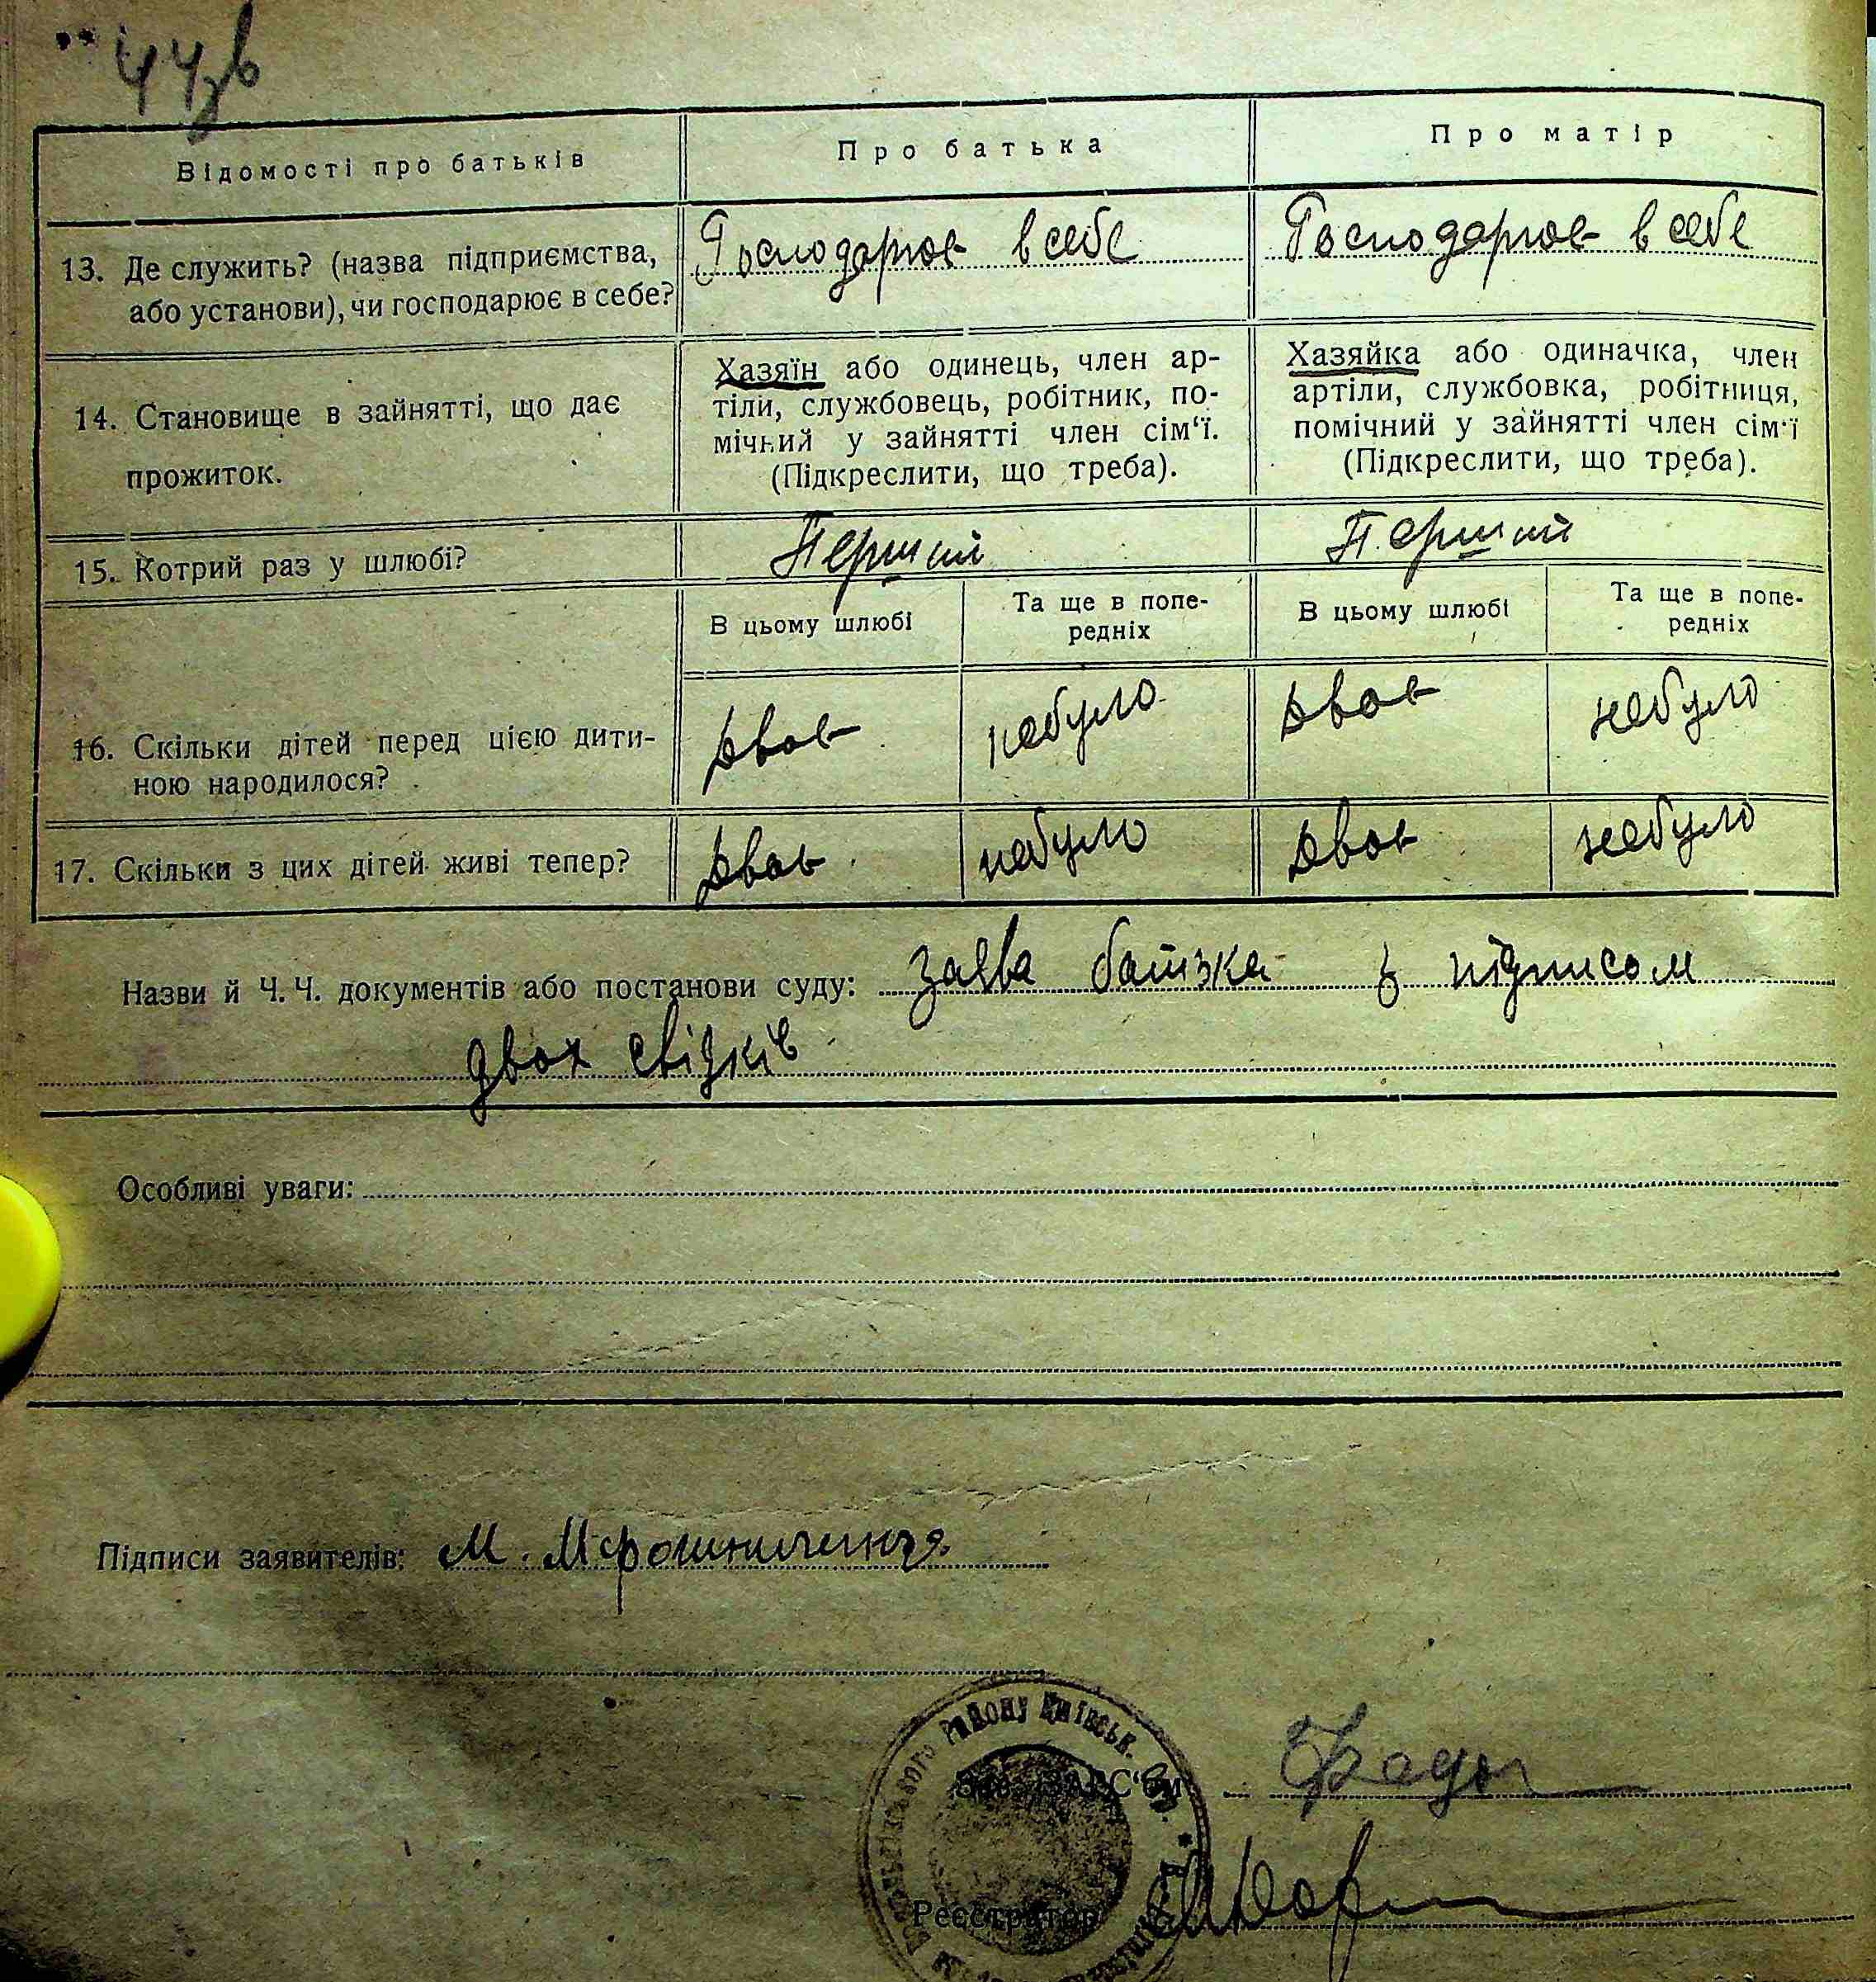 44зв
Відомості про батьків
Про батька
Про матір
13. Де служить? (назва підприємства,
або установи), чи господарює в себе?
Господарює в себе
Господарює в себе
14. Становище в зайнятті, що дає
прожиток.
Хазяїн або одинець, член ар-
тіли, службовець, робітник, по-
мічний у зайнятті член сім'ї.
(Підкреслити, що треба).
Хазяйка або одиначка, член
артіли, службовка, робітниця,
помічний у зайнятті член сім'ї
(Підкреслити, що треба).
15. Котрий раз у шлюбі?
Перший
Перший
В цьому шлюбі
Та ще в попе-
редніх
В цьому шлюбі
Та ще в попе-
редніх
16. Скільки дітей перед цією дити-
ною народилося?
Двоє
небуло
Двоє
небуло
17. Скільки з цих дітей живі тепер?
Двоє
небуло
Двоє
небуло
Назви й Ч. Ч. документів або постанови суду: заява батька з підписом
двох свідків
Особливі уваги:
Підписи заявителів: М. Мірошниченко
Району Київськ. Окр.
Зав. ЗАГС'ом
Реєстратор